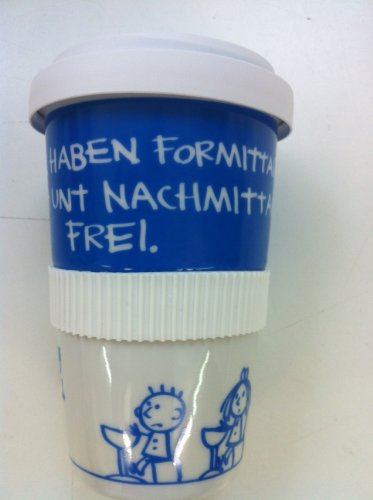 HABEN FORMITTA
UNT NACHMITTA
FREI.